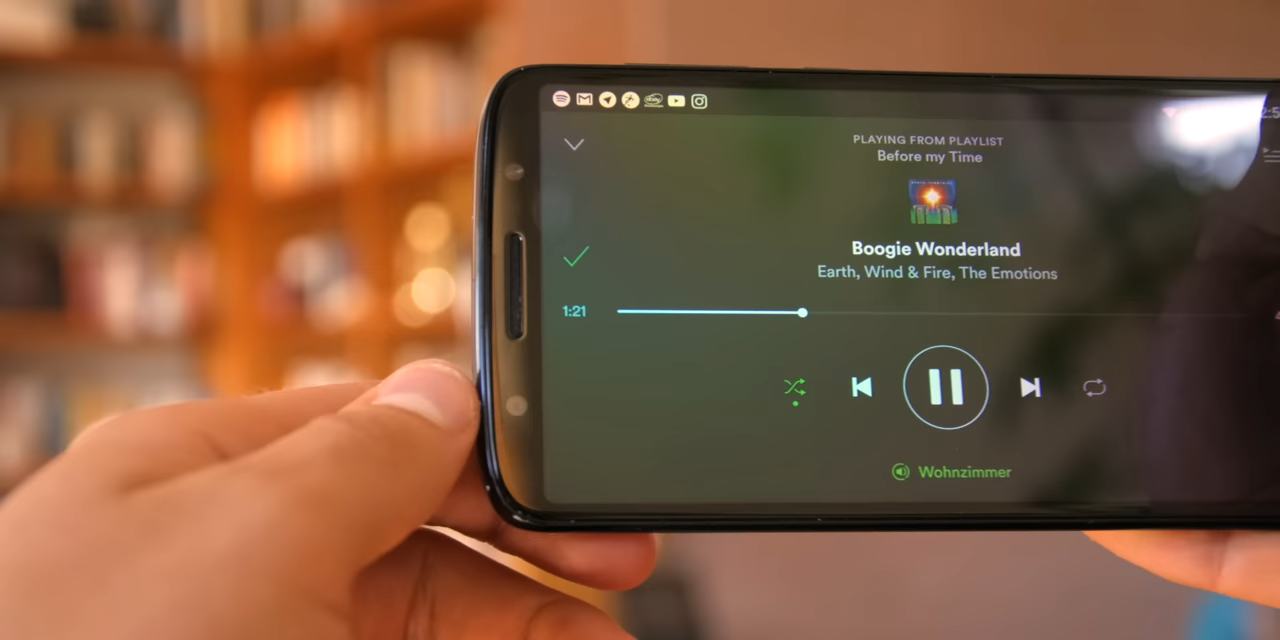 PLAYING FROM PLAYLIST
Before my Time
Boogie Wonderland
Earth, Wind & Fire, The Emotions
1:21
Wohnzimmer